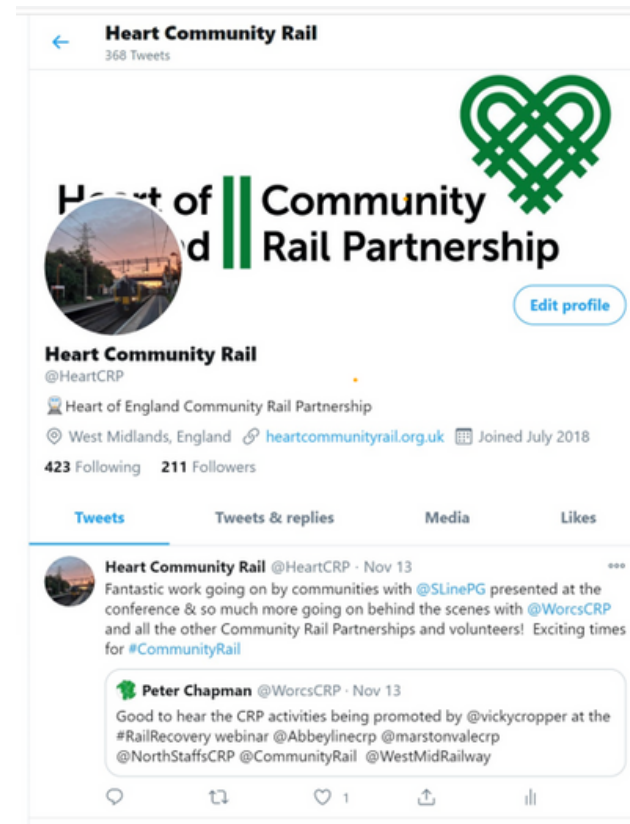 Heart Community Rail
368 Tweets
of Community
Rail Partnership
Edit profile
Heart Community Rail
@HeartCRP
Heart of England Community Rail Partnership
West Midlands, England heartcommunityrail.org.uk Joined July 2018
423 Following 211 Followers
Tweets Tweets & replies Media Likes
Heart Community Rail @HeartCRP · Nov 13
Fantastic work going on by communities with @SLinePG presented at the
conference & so much more going on behind the scenes with @WorcsCRP
and all the other Community Rail Partnerships and volunteers! Exciting times
for #CommunityRail
Peter Chapman @WorcsCRP · Nov 13
Good to hear the CRP activities being promoted by @vickycropper at the
#RailRecovery webinar @Abbeylinecrp @marstonvalecrp
@NorthStaffsCRP @CommunityRail @WestMidRailway
1